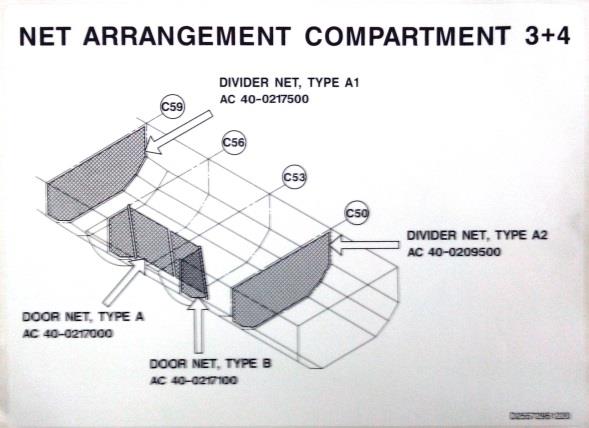 NET ARRANGEMENT COMPARTMENT 3+4
DIVIDER NET, TYPE A1
AC 40-0217500
C59
C56
C53
C50
DIVIDER NET, TYPE A2
AC 40-0209500
DOOR NET, TYPE A
AC 40-0217000
DOOR NET, TYPE B
AC 40-0217100